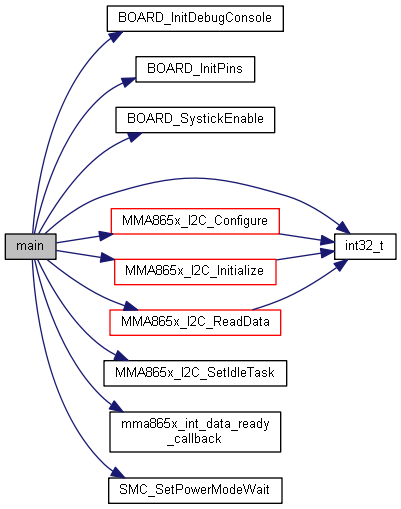 BOARD_InitDebugConsole
BOARD_InitPins
BOARD_SystickEnable
main
MMA865x_I2C_Configure
int32_t
MMA865x_I2C_Initialize
MMA865x_I2C_ReadData
MMA865x_I2C_SetIdleTask
mma865x_int_data_ready
_callback
SMC_SetPowerModeWait